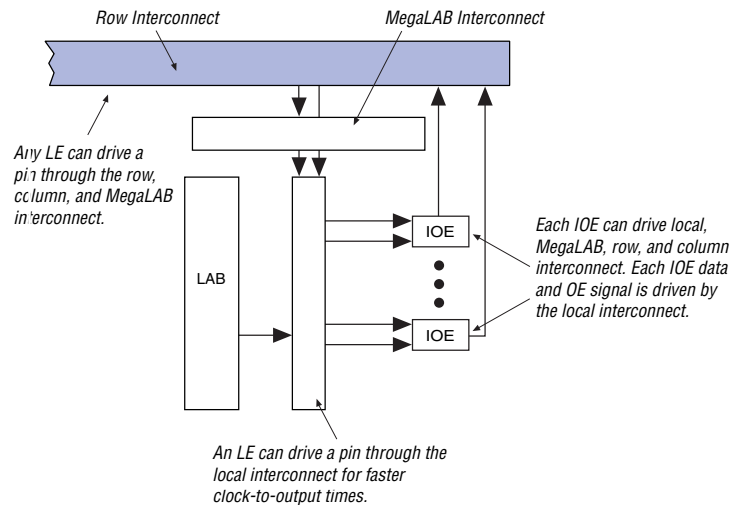 Row Interconnect
MegaLAB Interconnect
Any LE can drive a
pin through the row,
column, and MegaLAB
interconnect.
LAB
IOE
IOE
Each IOE can drive local,
MegaLAB, row, and column
interconnect. Each IOE data
and OE signal is driven by
the local interconnect.
An LE can drive a pin through the
local interconnect for faster
clock-to-output times.